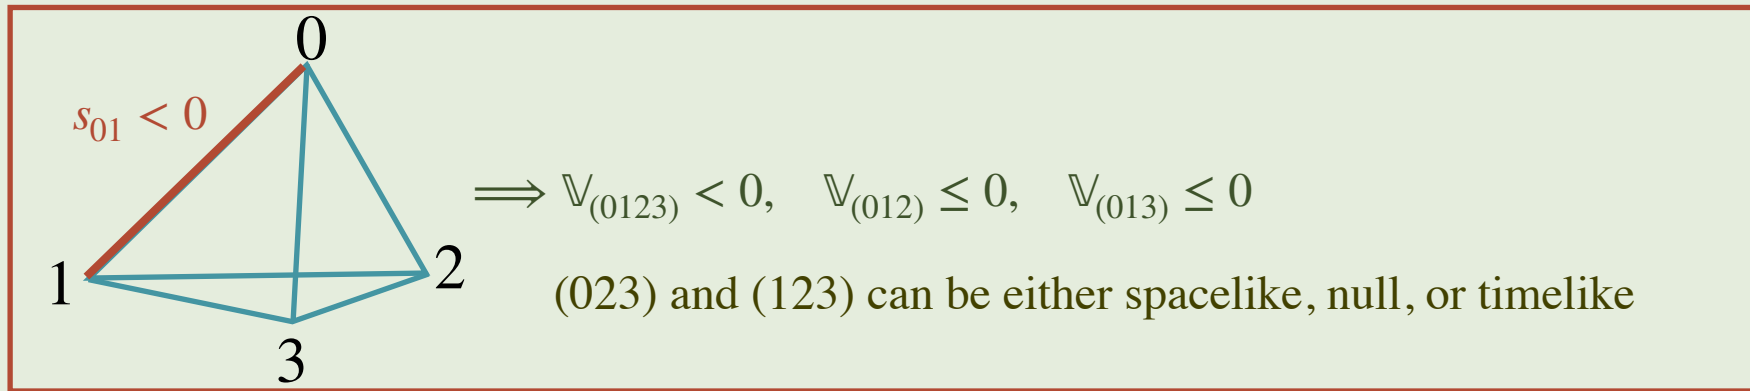 0
s₀₁ < 0
⟹ 𝕍₍₀₁₂₃₎ < 0, 𝕍₍₀₁₂₎ ≤ 0, 𝕍₍₀₁₃₎ ≤ 0
1
2
(023) and (123) can be either spacelike, null, or timelike
3